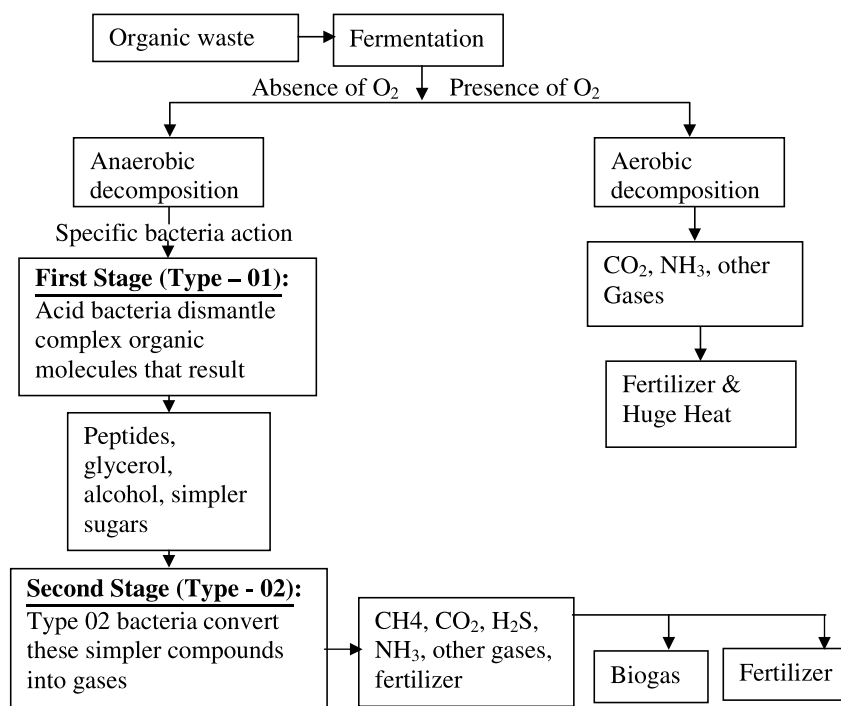 Organic waste
Fermentation
Absence of O₂
Presence of O₂
Anaerobic
decomposition
Aerobic
decomposition
Specific bacteria action
First Stage (Type – 01):
Acid bacteria dismantle
complex organic
molecules that result
CO₂, NH₃, other
Gases
Fertilizer &
Huge Heat
Peptides,
glycerol,
alcohol, simpler
sugars
Second Stage (Type - 02):
Type 02 bacteria convert
these simpler compounds
into gases
CH4, CO₂, H₂S,
NH₃, other gases,
fertilizer
Biogas
Fertilizer